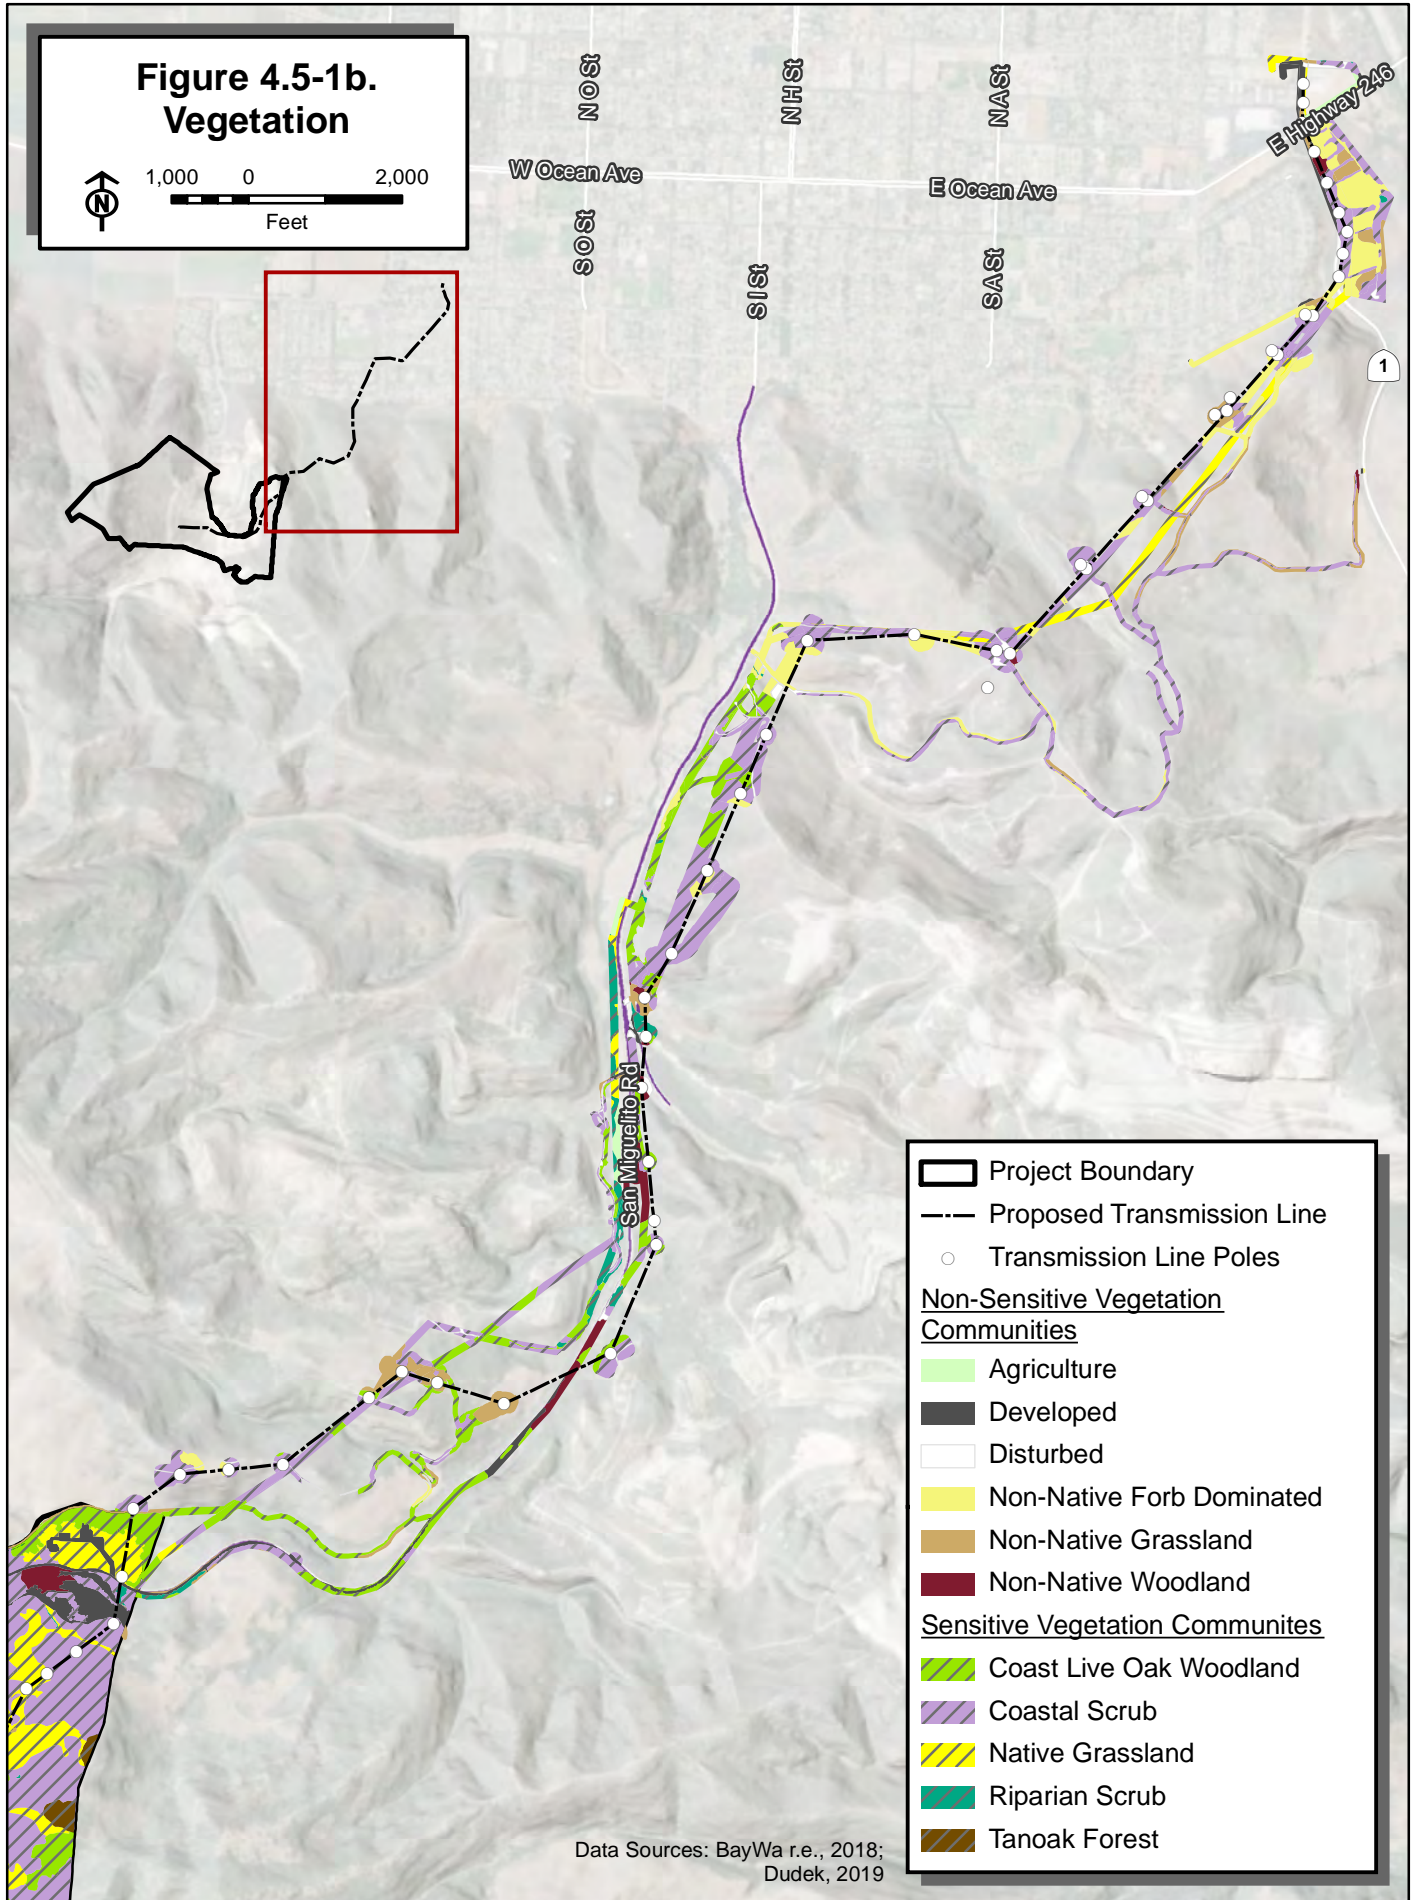 Figure 4.5-1b.
Vegetation
N
1,000 0 2,000
Feet
N O St
N H St
N A St
E Highway 246
W Ocean Ave
E Ocean Ave
S O St
S I St
S A St
1
San Miguelito Rd
Project Boundary
Proposed Transmission Line
Transmission Line Poles
Non-Sensitive Vegetation
Communities
Agriculture
Developed
Disturbed
Non-Native Forb Dominated
Non-Native Grassland
Non-Native Woodland
Sensitive Vegetation Communites
Coast Live Oak Woodland
Coastal Scrub
Native Grassland
Riparian Scrub
Tanoak Forest
Data Sources: BayWa r.e., 2018;
Dudek, 2019